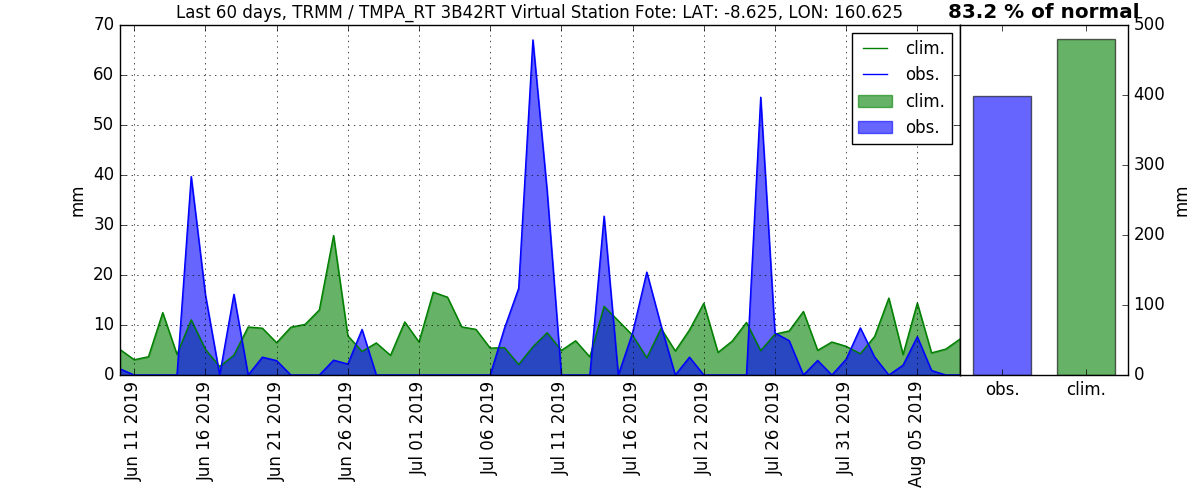 Last 60 days, TRMM / TMPA_RT 3B42RT Virtual Station Fote: LAT: -8.625, LON: 160.625
83.2 % of normal
mm
70
60
50
40
30
20
10
0
clim.
obs.
clim.
obs.
Jun 11 2019
Jun 16 2019
Jun 21 2019
Jun 26 2019
Jul 01 2019
Jul 06 2019
Jul 11 2019
Jul 16 2019
Jul 21 2019
Jul 26 2019
Jul 31 2019
Aug 05 2019
obs.
clim.
500
400
300
200
100
0
mm